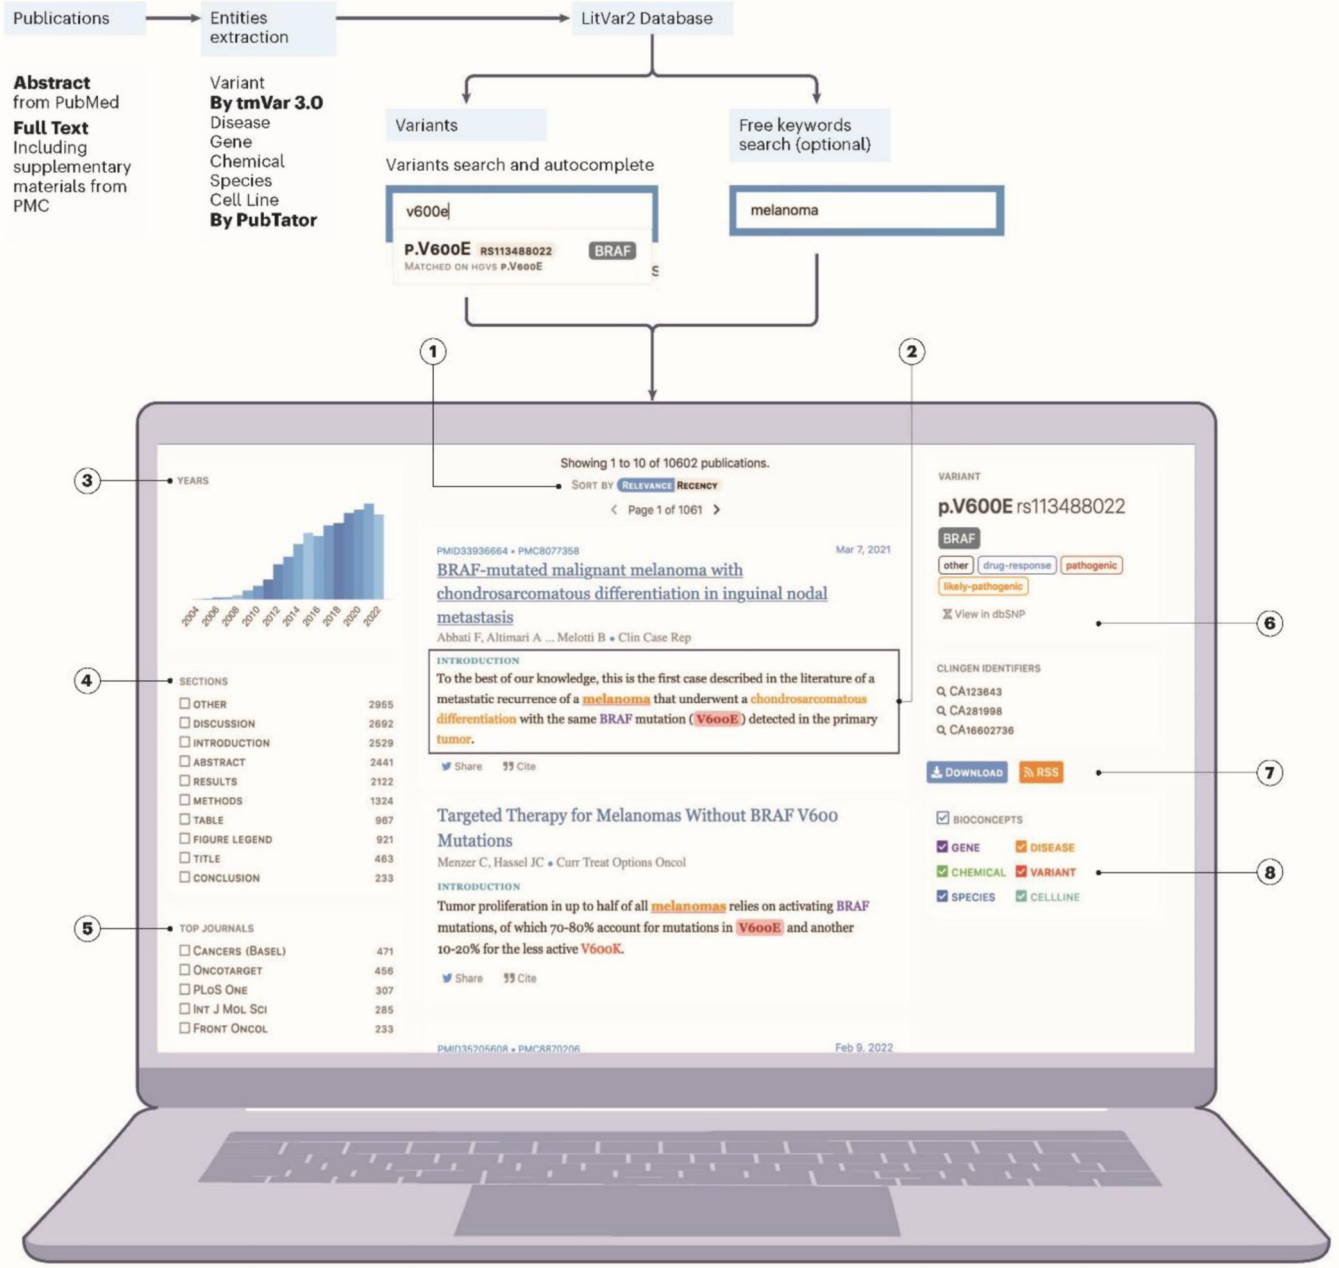 Publications
Entities
extraction
LitVar2 Database
Abstract
from PubMed
Full Text
Including
supplementary
materials from
PMC
Variant
By tmVar 3.0
Disease
Gene
Chemical
Species
Cell Line
By PubTator
Variants
Variants search and autocomplete
v600e
P.V600E RS113488022 BRAF
MATCHED ON HGVS P.V600E
S
Free keywords
search (optional)
melanoma
1
2
3
YEARS
2004 2006 2008 2010 2012 2014 2016 2018 2020 2022
4
SECTIONS
OTHER 2955
DISCUSSION 2692
INTRODUCTION 2529
ABSTRACT 2441
RESULTS 2122
METHODS 1324
TABLE 967
FIGURE LEGEND 921
TITLE 463
CONCLUSION 233
5
TOP JOURNALS
CANCERS (BASEL) 471
ONCOTARGET 456
PLOS ONE 307
INT J MOL SCI 285
FRONT ONCOL 233
Showing 1 to 10 of 10602 publications.
SORT BY RELEVANCE RECENCY
< Page 1 of 1061 >
PMID33936664 • PMC8077358 Mar 7, 2021
BRAF-mutated malignant melanoma with
chondrosarcomatous differentiation in inguinal nodal
metastasis
Abbati F, Altimari A ... Melotti B • Clin Case Rep
INTRODUCTION
To the best of our knowledge, this is the first case described in the literature of a
metastatic recurrence of a melanoma that underwent a chondrosarcomatous
differentiation with the same BRAF mutation ( V600E ) detected in the primary
tumor.
Share Cite
Targeted Therapy for Melanomas Without BRAF V600
Mutations
Menzer C, Hassel JC • Curr Treat Options Oncol
INTRODUCTION
Tumor proliferation in up to half of all melanomas relies on activating BRAF
mutations, of which 70-80% account for mutations in V600E and another
10-20% for the less active V600K.
Share Cite
PMID35205608 • PMC8870206 Feb 9, 2022
VARIANT
p.V600E rs113488022
BRAF
other drug-response pathogenic
likely-pathogenic
View in dbSNP
6
CLINGEN IDENTIFIERS
CA123643
CA281998
CA16602736
DOWNLOAD RSS
7
BIOCONCEPTS
GENE DISEASE
CHEMICAL VARIANT
8
SPECIES CELLLINE